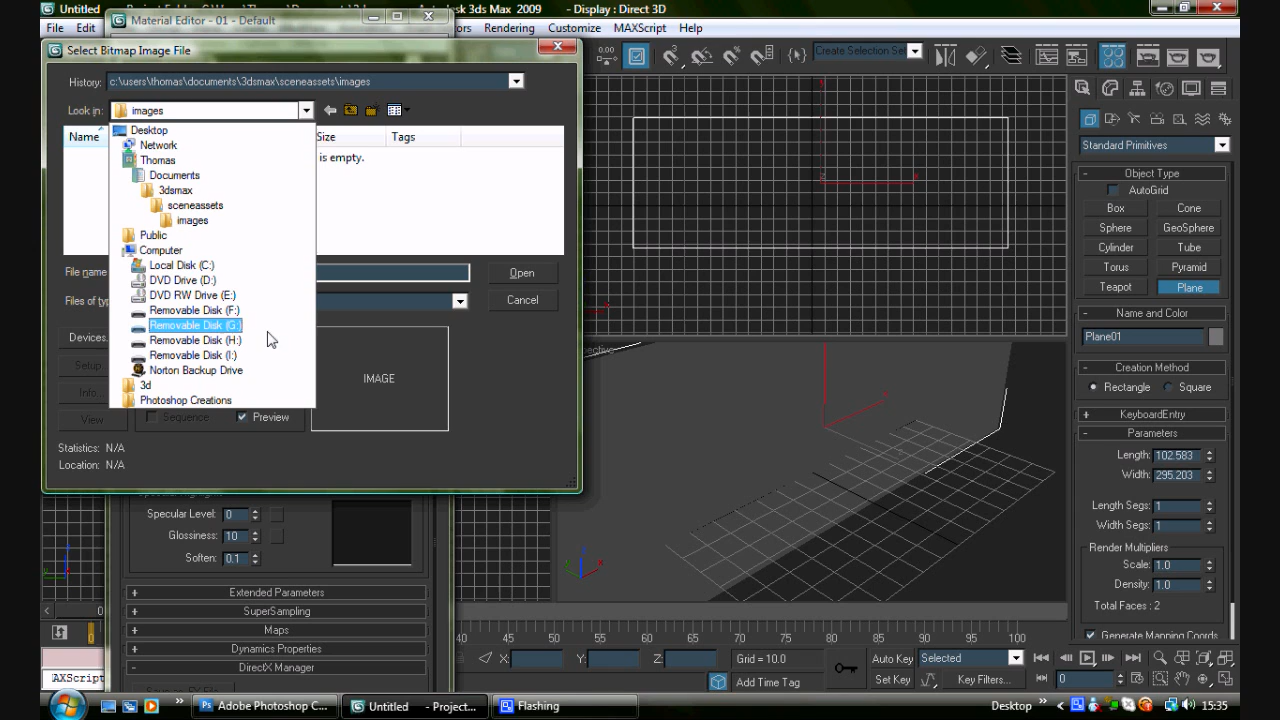 Untitled
Material Editor - 01 - Default
3ds Max 2009
- Display : Direct 3D
File
Edit
Rendering
Customize
MAXScript
Help
Select Bitmap Image File
History:
c:\users\thomas\documents\3dsmax\sceneassets\images
Create Selection Set
Look in:
images
Name
Size
Tags
is empty.
Desktop
Network
Thomas
Documents
3dsmax
sceneassets
images
Public
Computer
Local Disk (C:)
DVD Drive (D:)
DVD RW Drive (E:)
Removable Disk (F:)
Removable Disk (G:)
Removable Disk (H:)
Removable Disk (I:)
Norton Backup Drive
3d
Photoshop Creations
File name
Open
Files of typ
Cancel
Devices.
Setup
Info..
View
IMAGE
Sequence
Preview
Statistics: N/A
Location: N/A
Specular Level: 0
Glossiness: 10
Soften: 0.1
+ Extended Parameters
+ SuperSampling
+ Maps
+ Dynamics Properties
- DirectX Manager
Standard Primitives
- Object Type
AutoGrid
Box
Cone
Sphere
GeoSphere
Cylinder
Tube
Torus
Pyramid
Teapot
Plane
- Name and Color
Plane01
- Creation Method
Rectangle
Square
+ KeyboardEntry
- Parameters
Length: 102.583
Width: 295.203
Length Segs: 1
Width Segs: 1
Render Multipliers
Scale: 1.0
Density: 1.0
Total Faces : 2
Generate Mapping Coords
40 45 50 55 60 65 70 75 80 85 90 95 100
X:
Y:
Z:
Grid = 10.0
Add Time Tag
Auto Key
Selected
Set Key
Key Filters...
0
AXScript
Adobe Photoshop C...
Untitled - Project...
Flashing
Desktop
15:35